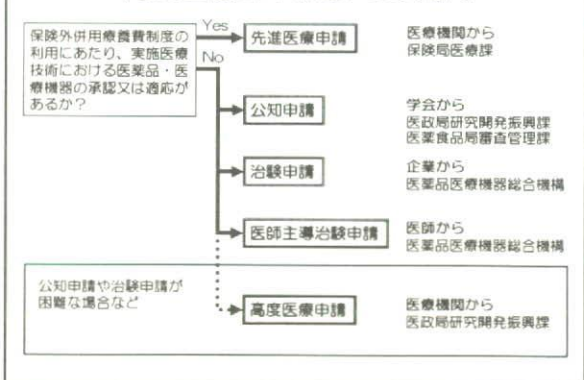 保険外併用療養費制度の
利用にあたり、実施医療
技術における医薬品・医
療機器の承認又は適応が
あるか?
Yes
先進医療申請
医療機関から
保険局医療課
No
公知申請
学会から
医政局研究開発振興課
医薬食品局審査管理課
治験申請
企業から
医薬品医療機器総合機構
医師主導治験申請
医師から
医薬品医療機器総合機構
公知申請や治験申請が
困難な場合など
高度医療申請
医療機関から
医政局研究開発振興課